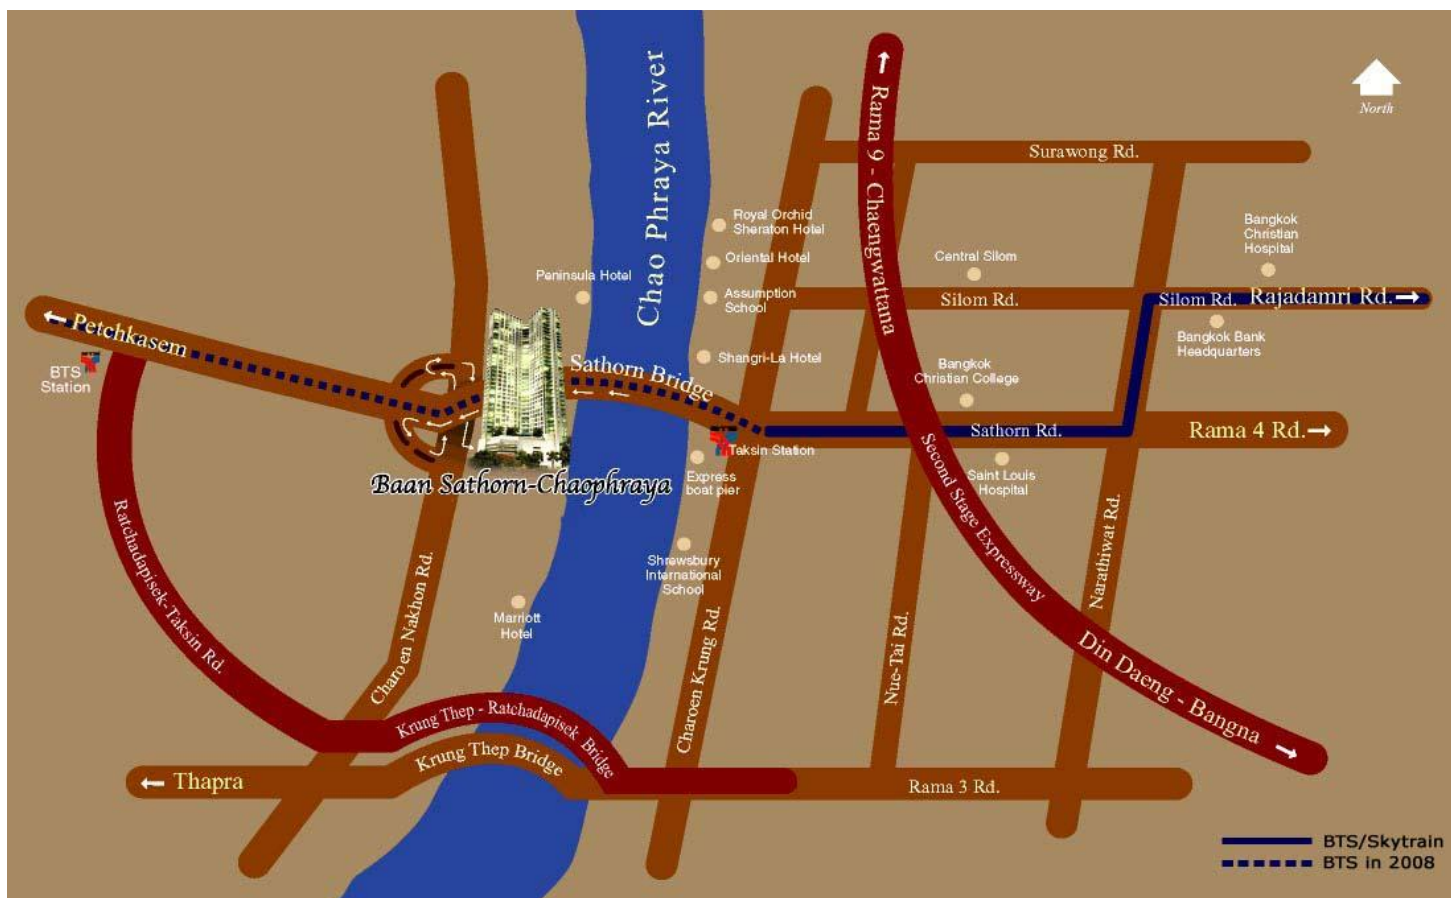 Chao Phraya River
Rama 9 - Chaengwattana
North
Surawong Rd.
Royal Orchid
Sheraton Hotel
Bangkok
Christian
Hospital
Oriental Hotel
Central Silom
Peninsula Hotel
Assumption
School
Silom Rd.
Silom Rd.
Rajadamri Rd.
Petchkasem
Bangkok Bank
Headquarters
BTS
Station
Sathorn Bridge
Shangri-La Hotel
Bangkok
Christian College
Sathorn Rd.
Rama 4 Rd.
Taksin Station
Baan Sathorn-Chaophraya
Express
boat pier
Saint Louis
Hospital
Second Stage Expressway
Ratchadapisek-Taksin Rd.
Charoen Nakhon Rd.
Shrewsbury
International
School
Narathiwat Rd.
Marriott
Hotel
Charoen Krung Rd.
Nue-Tai Rd.
Din Daeng - Bangna
Krung Thep - Ratchadapisek Bridge
Krung Thep Bridge
Thapra
Rama 3 Rd.
BTS/Skytrain
BTS in 2008